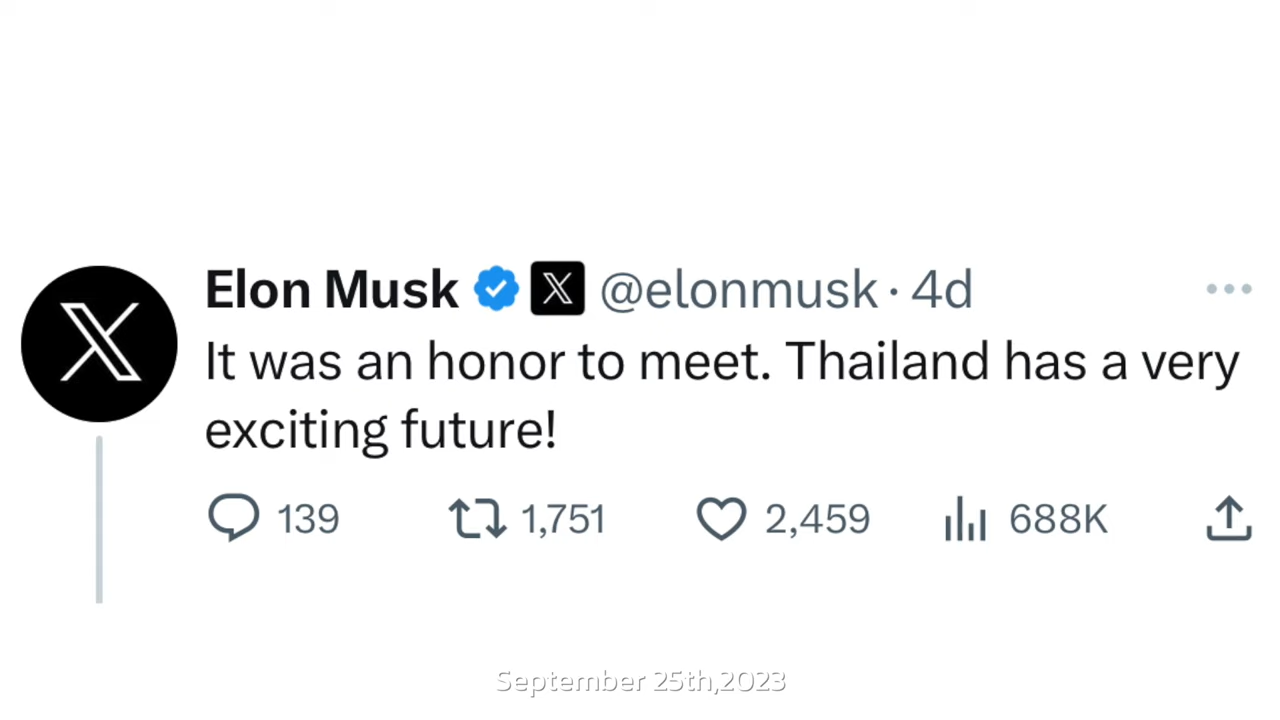 Elon Musk @elonmusk · 4d
It was an honor to meet. Thailand has a very
exciting future!
139 1,751 2,459 688K
September 25th,2023